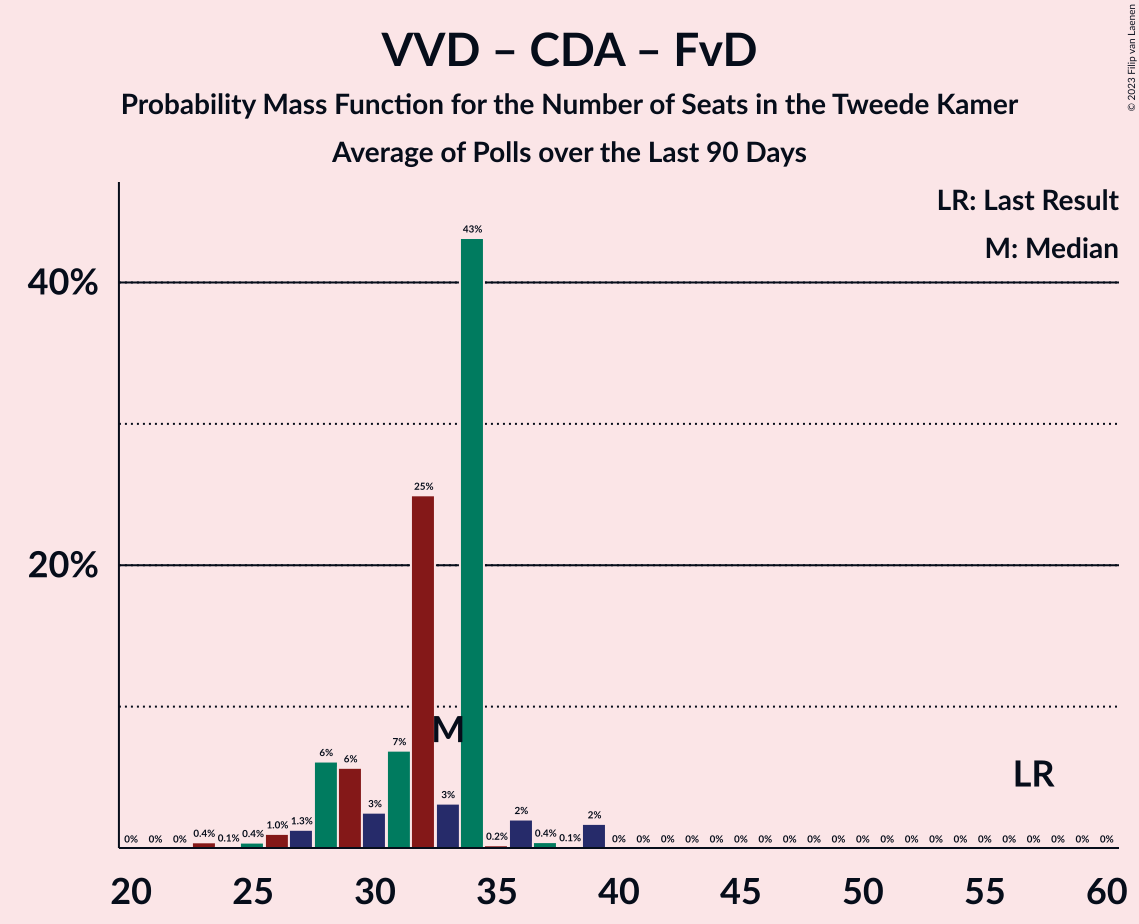 © 2023 Filip van Laenen
VVD – CDA – FvD
Probability Mass Function for the Number of Seats in the Tweede Kamer
Average of Polls over the Last 90 Days
LR: Last Result
M: Median
43%
40%
25%
20%
M
7%
6% 6%
LR
3% 3%
2% 2%
0% 0% 0% 0.4% 0.1% 0.4% 1.0% 1.3% 0.2% 0.4% 0.1% 0% 0% 0% 0% 0% 0% 0% 0% 0% 0% 0% 0% 0% 0% 0% 0% 0% 0% 0% 0% 0%
20 25 30 35 40 45 50 55 60